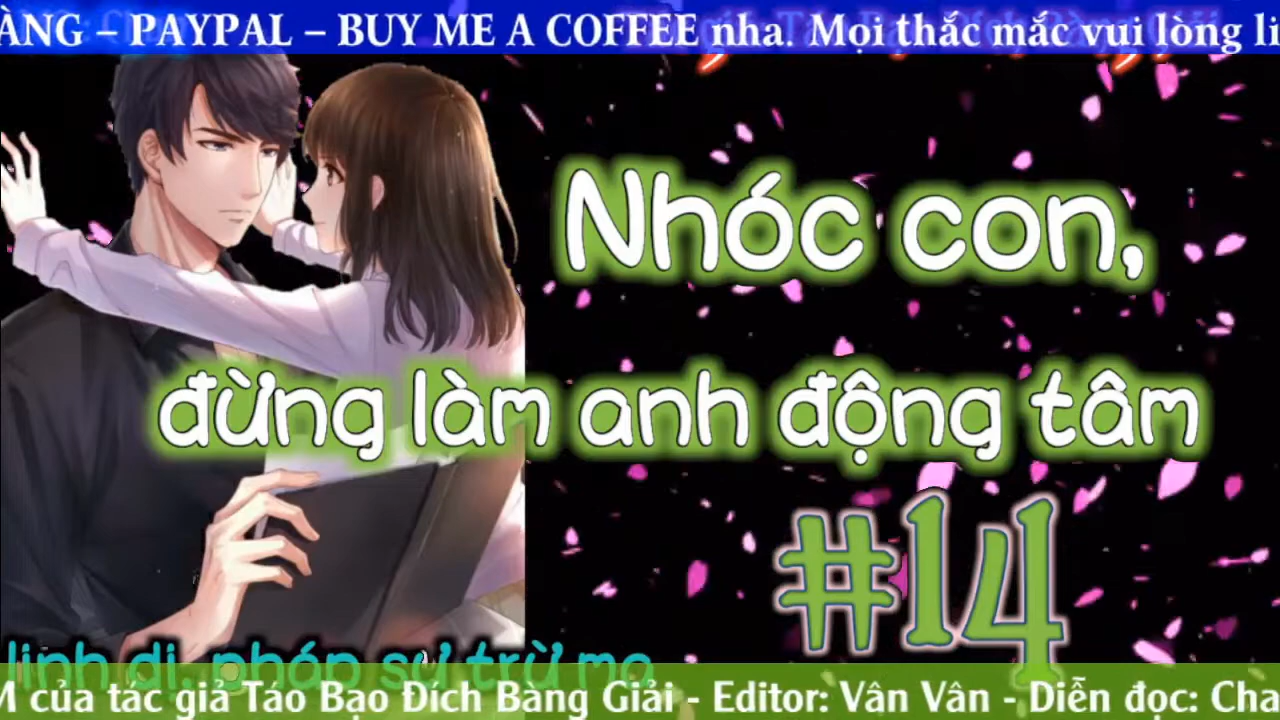 ÀNG – PAYPAL – BUY ME A COFFEE nha. Mọi thắc mắc vui lòng li
Nhóc con,
đừng làm anh động tâm
#14
linh dị, pháp sư trừ ma
M của tác giả Táo Bạo Đích Bàng Giải - Editor: Vân Vân - Diễn đọc: Cha